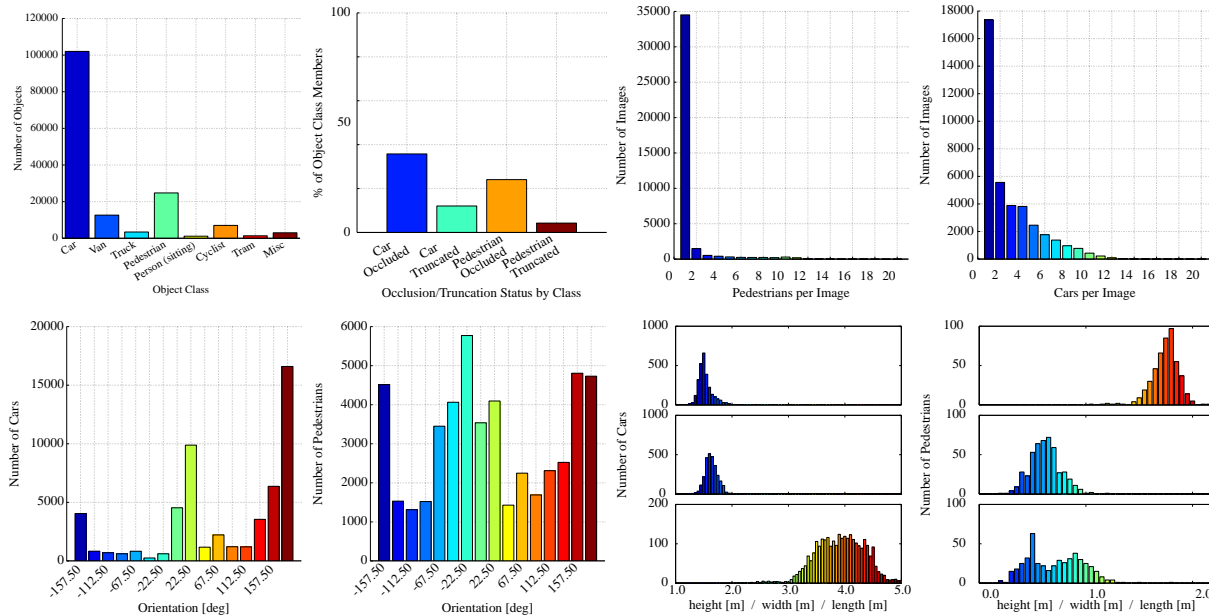 120000
100000
80000
60000
40000
20000
0
Number of Objects
Car
Van
Truck
Pedestrian
Person (sitting)
Cyclist
Tram
Misc
Object Class
100
50
0
% of Object Class Members
Car
Occluded
Car
Truncated
Pedestrian
Occluded
Pedestrian
Truncated
Occlusion/Truncation Status by Class
35000
30000
25000
20000
15000
10000
5000
0
Number of Images
0 2 4 6 8 10 12 14 16 18 20
Pedestrians per Image
18000
16000
14000
12000
10000
8000
6000
4000
2000
0
Number of Images
0 2 4 6 8 10 12 14 16 18 20
Cars per Image
20000
15000
10000
5000
0
Number of Cars
-157.50
-112.50
-67.50
-22.50
22.50
67.50
112.50
157.50
Orientation [deg]
6000
5000
4000
3000
2000
1000
0
Number of Pedestrians
-157.50
-112.50
-67.50
-22.50
22.50
67.50
112.50
157.50
Orientation [deg]
1000
500
0
1000
500
0
200
100
0
Number of Cars
1.0 2.0 3.0 4.0 5.0
height [m] / width [m] / length [m]
100
50
0
100
50
0
100
50
0
Number of Pedestrians
0.0 1.0 2.0
height [m] / width [m] / length [m]